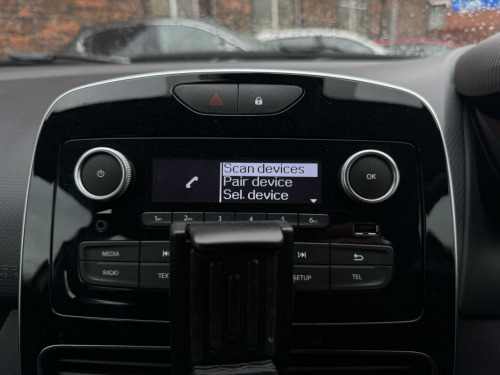 Scan devices
Pair device
Sel. device
OK
1
2
3
4
5
6
MEDIA
RADIO
TEXT
SETUP
TEL